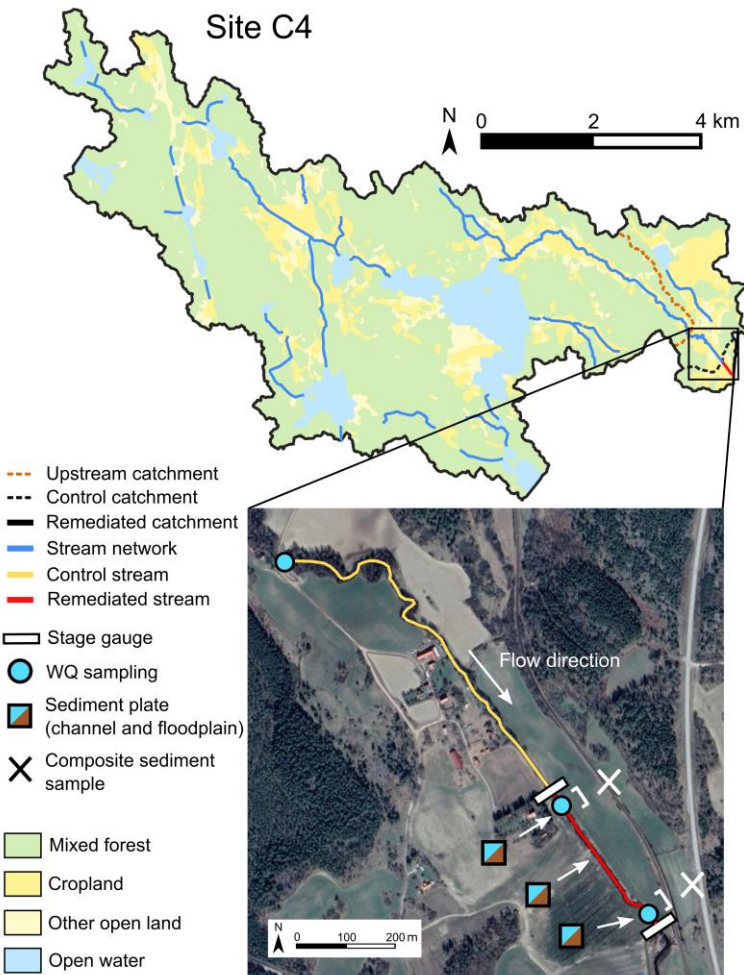 Site C4
N
0 2 4 km
Upstream catchment
Control catchment
Remediated catchment
Stream network
Control stream
Remediated stream
Stage gauge
WQ sampling
Sediment plate
(channel and floodplain)
Composite sediment
sample
Mixed forest
Cropland
Other open land
Open water
Flow direction
N
0 100 200 m